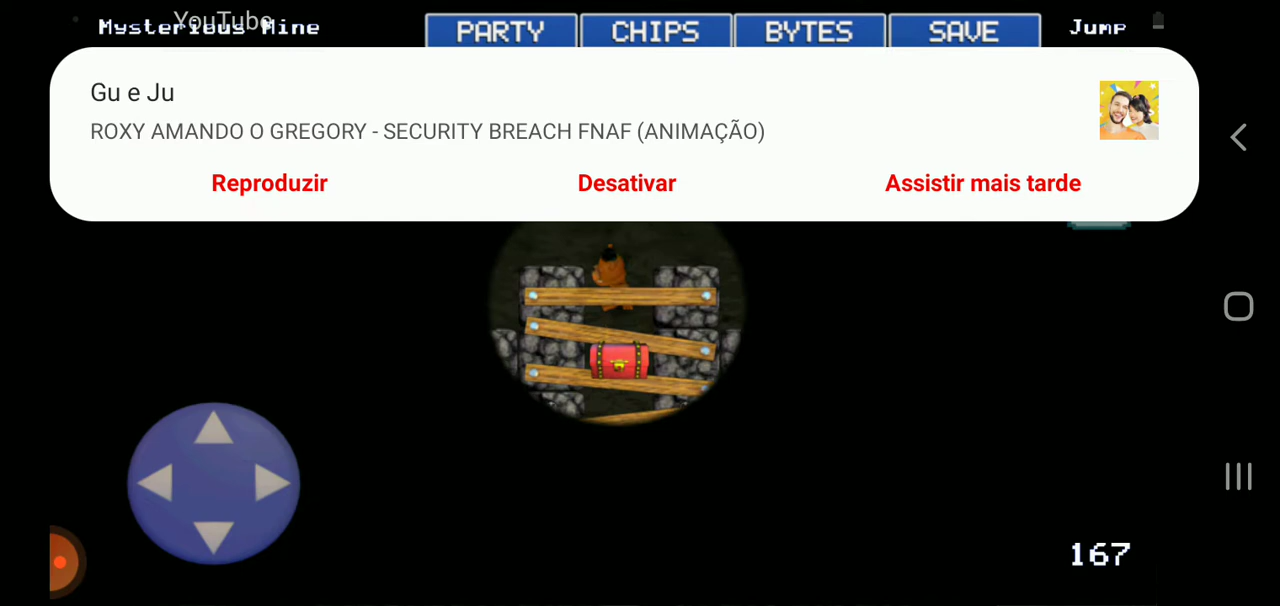 YouTube
Mysterious Mine
PARTY
CHIPS
BYTES
SAVE
Jump
Gu e Ju
ROXY AMANDO O GREGORY - SECURITY BREACH FNAF (ANIMAÇÃO)
Reproduzir
Desativar
Assistir mais tarde
167